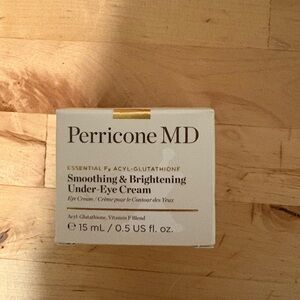 Perricone MD
ESSENTIAL Fx ACYL-GLUTATHIONE
Smoothing & Brightening
Under-Eye Cream
Eye Cream / Crème pour le Contour des Yeux
Acyl-Glutathione, Vitamin F Blend
℮ 15 mL / 0.5 US fl. oz.